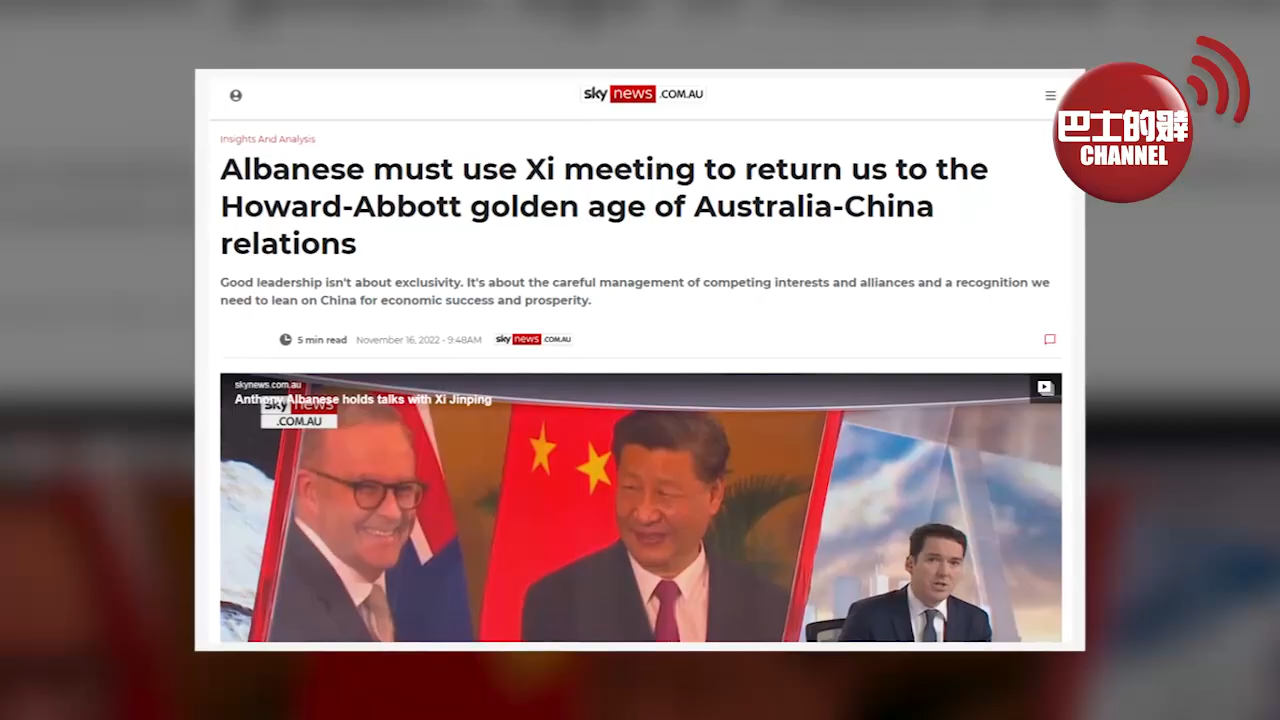 sky news .COM.AU
巴士的報
CHANNEL
Insights And Analysis
Albanese must use Xi meeting to return us to the
Howard-Abbott golden age of Australia-China
relations
Good leadership isn't about exclusivity. It's about the careful management of competing interests and alliances and a recognition we
need to lean on China for economic success and prosperity.
5 min read November 16, 2022 - 9:48AM sky news .COM.AU
skynews.com.au
Anthony Albanese holds talks with Xi Jinping
sky news
.COM.AU